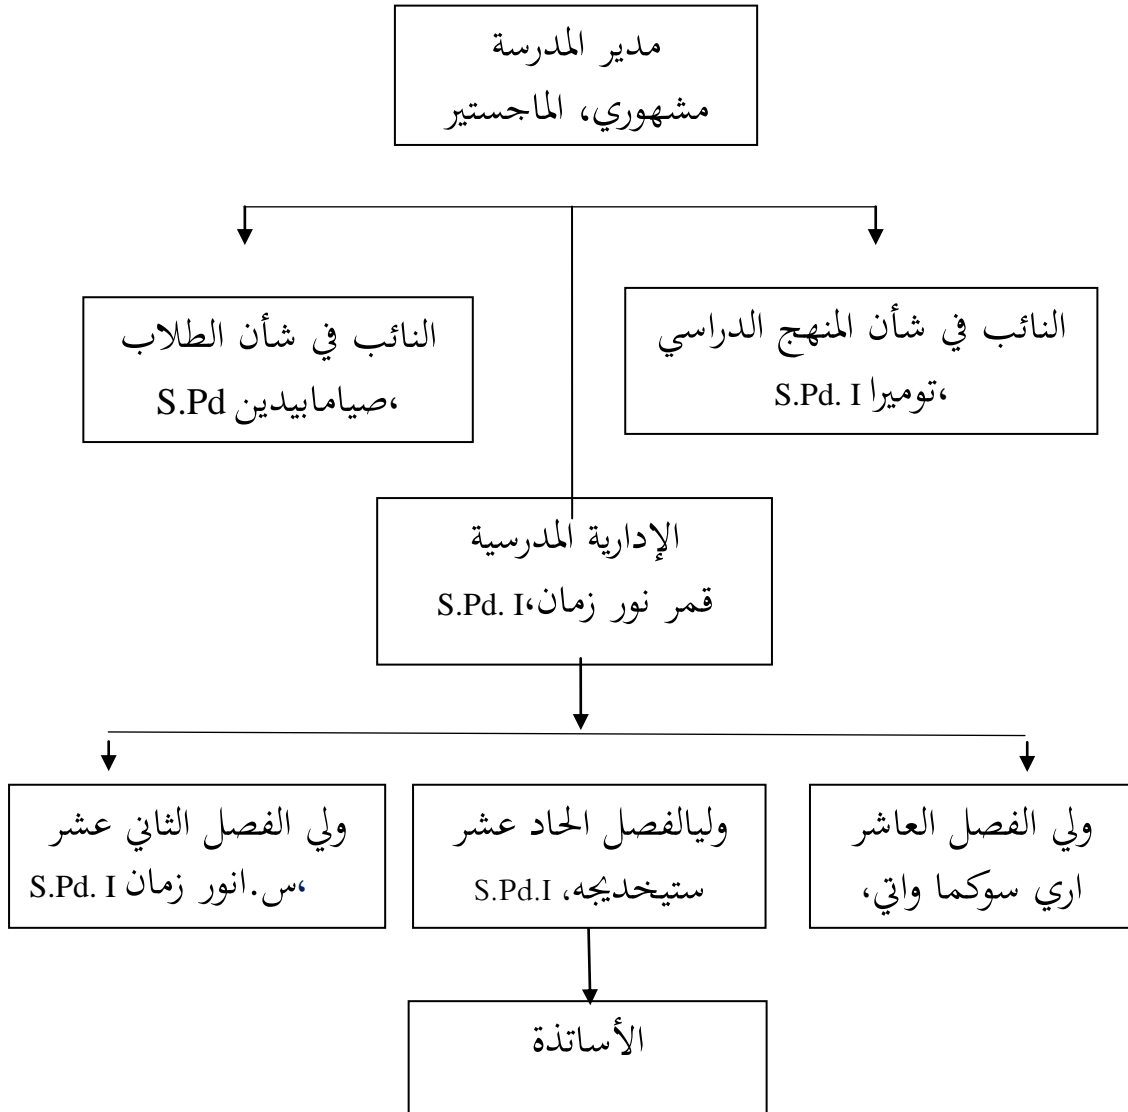 مدير المدرسة
مشهوري، الماجستير
النائب في شأن المنهج الدراسي
،توميرا S.Pd. I
النائب في شأن الطلاب
،صيامابيدين S.Pd
الإدارية المدرسية
قمر نور زمان،S.Pd. I
ولي الفصل العاشر
اري سوكما واتي،
وليالفصل الحاد عشر
ستيخديجه، S.Pd.I
ولي الفصل الثاني عشر
،س.انور زمان S.Pd. I
الأساتذة